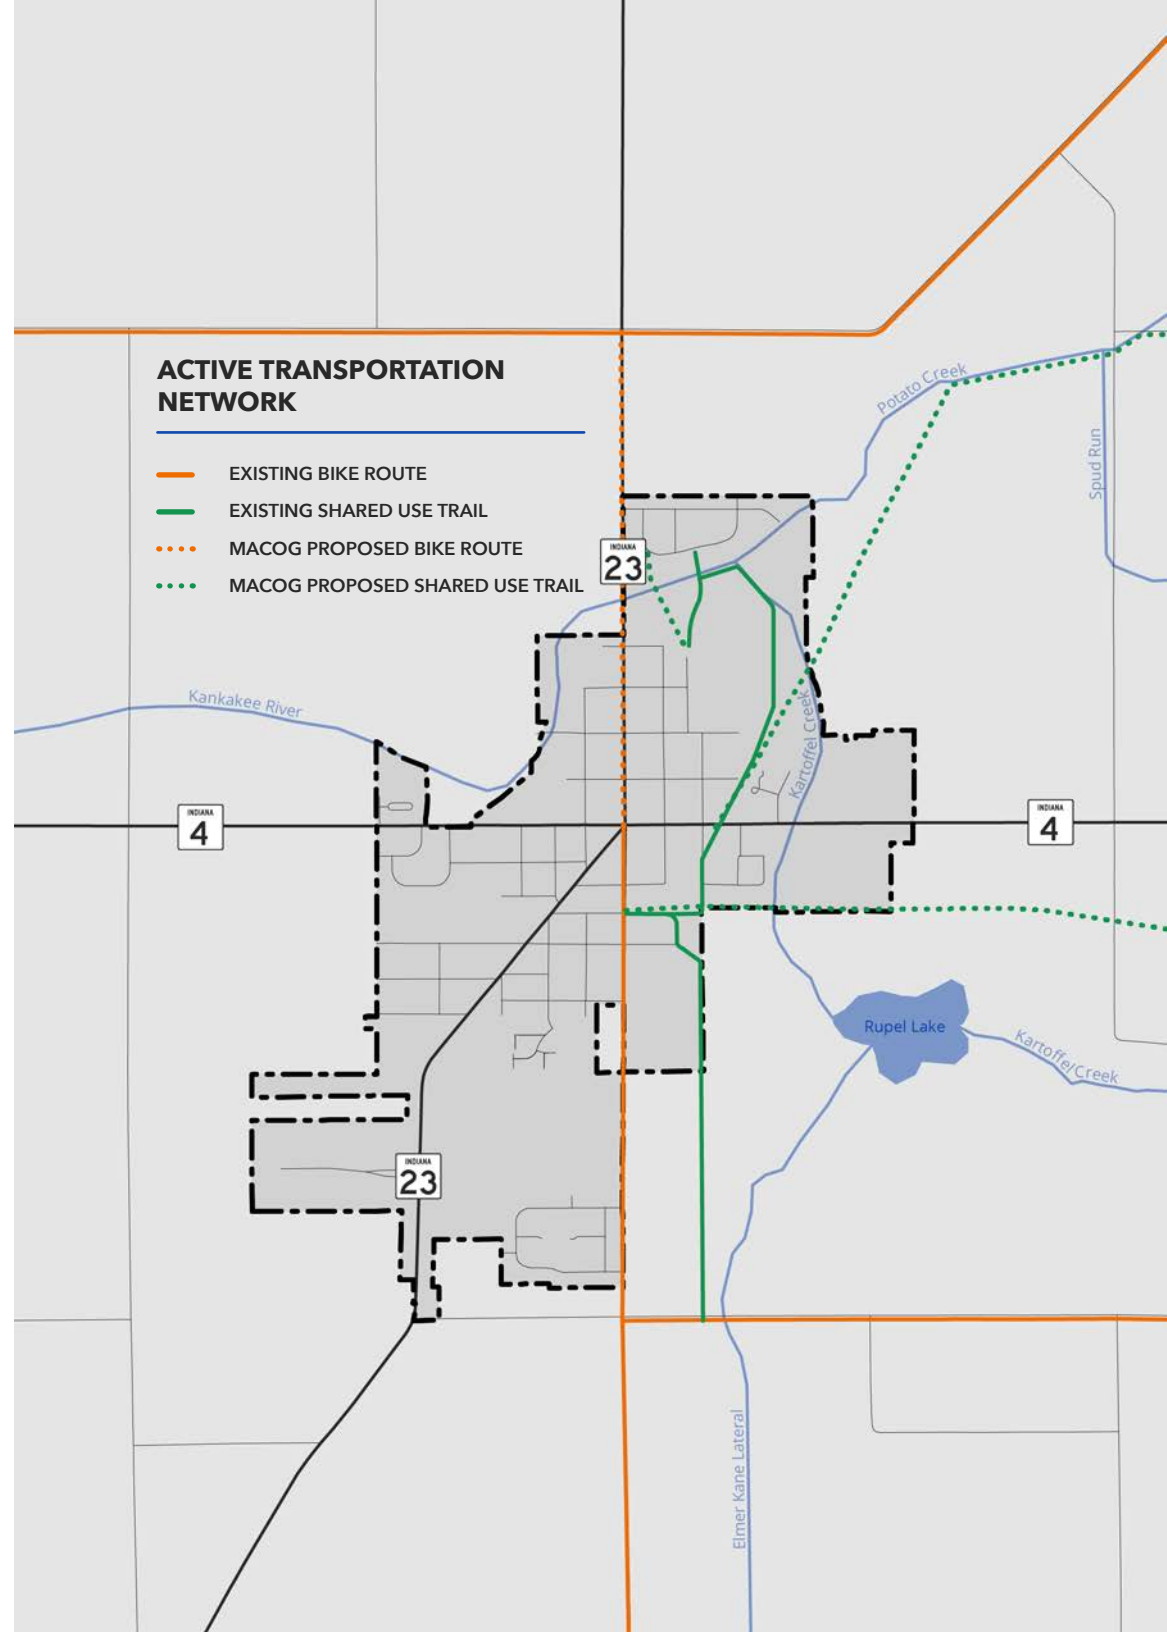 ACTIVE TRANSPORTATION
NETWORK
EXISTING BIKE ROUTE
EXISTING SHARED USE TRAIL
MACOG PROPOSED BIKE ROUTE
MACOG PROPOSED SHARED USE TRAIL
Potato Creek
Spud Run
INDIANA
23
Kankakee River
Kartoffel Creek
INDIANA
4
INDIANA
4
Rupel Lake
Kartoffe/Creek
INDIANA
23
Elmer Kane Lateral